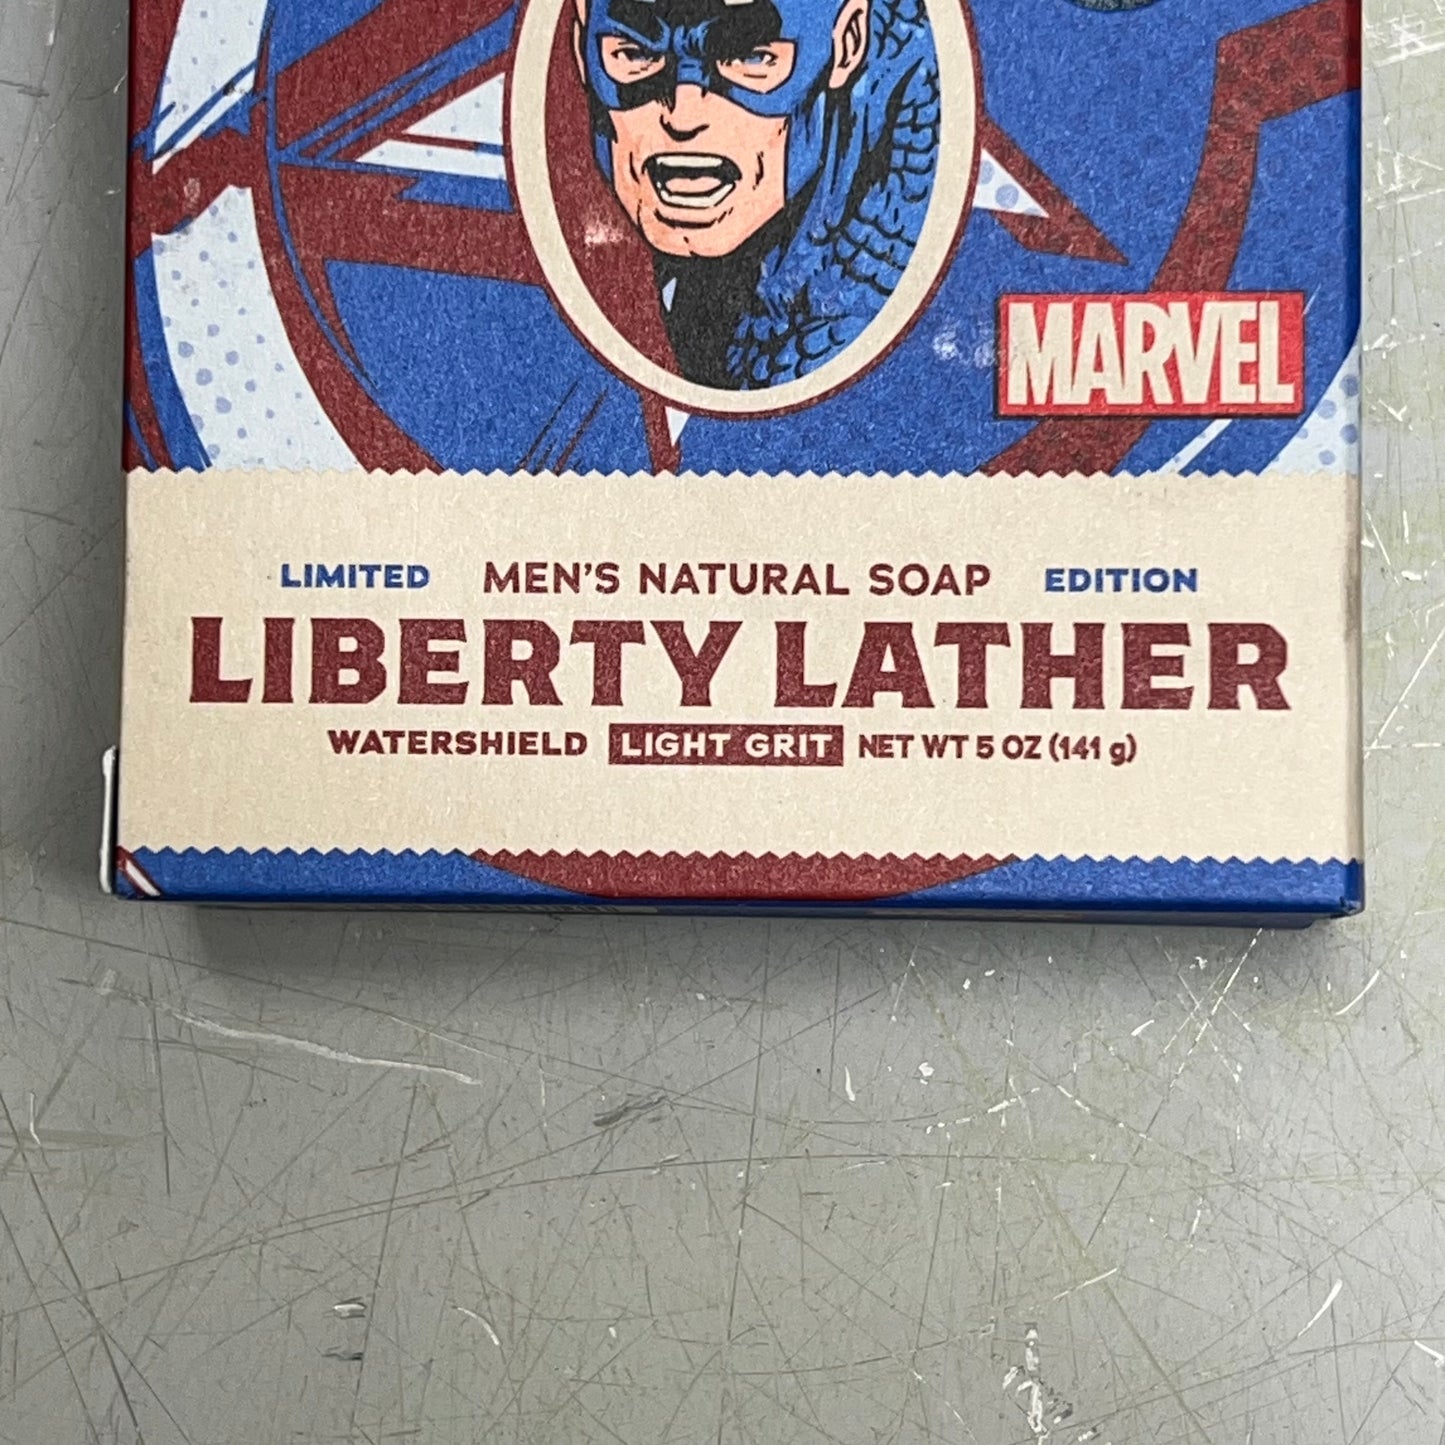 MARVEL
LIMITED MEN'S NATURAL SOAP EDITION
LIBERTY LATHER
WATERSHIELD LIGHT GRIT NET WT 5 OZ (141 g)